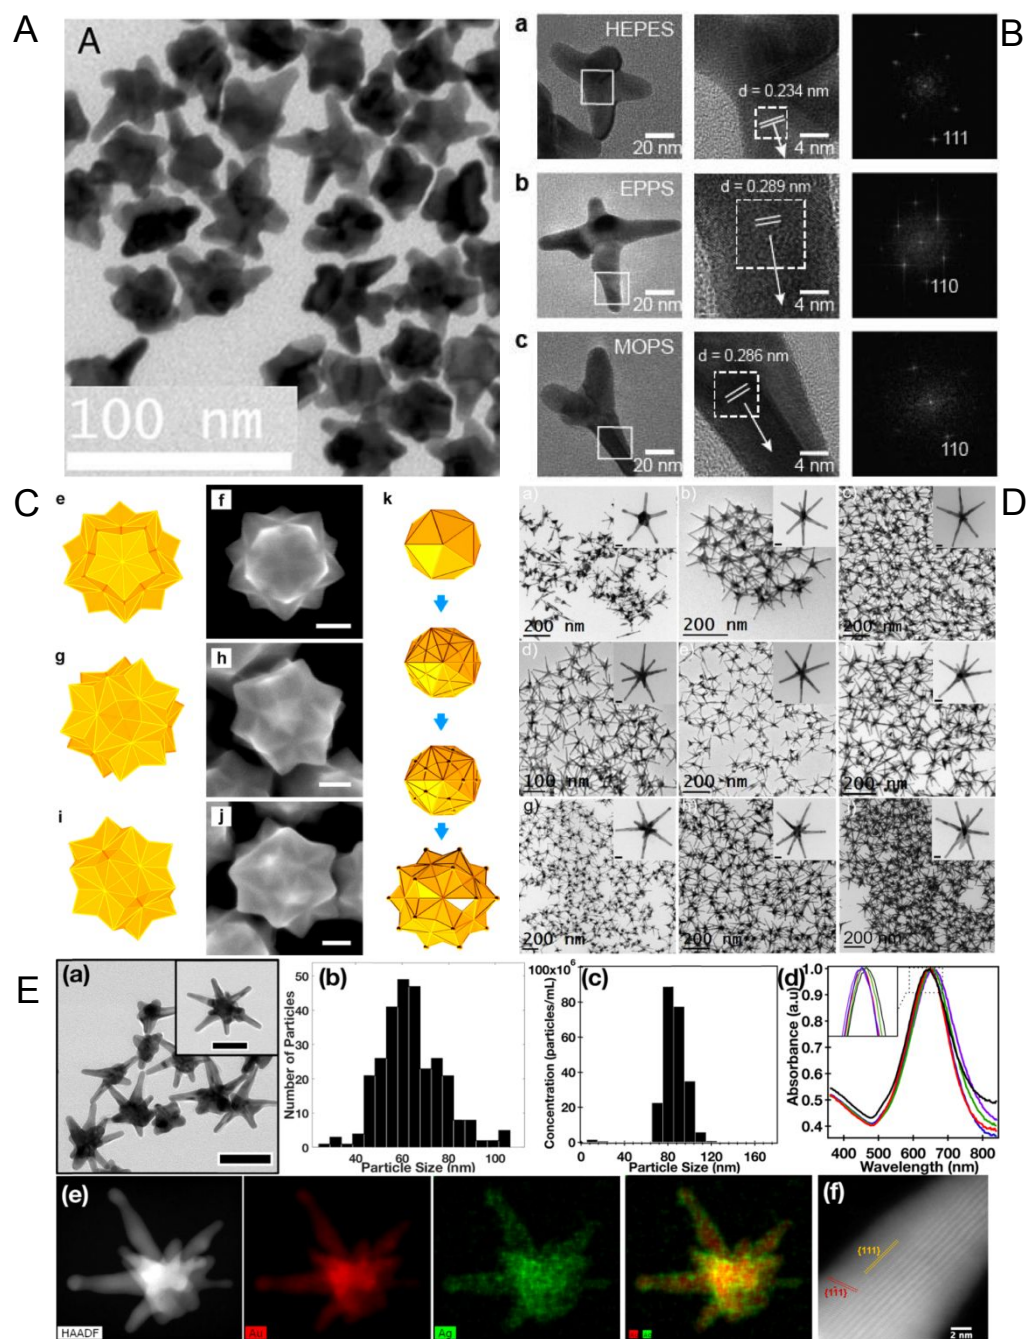 A
A
100 nm
B
a
HEPES
20 nm
d = 0.234 nm
4 nm
111
b
EPPS
20 nm
d = 0.289 nm
4 nm
110
c
MOPS
20 nm
d = 0.286 nm
4 nm
110
C
e
f
k
g
h
i
j
D
a)
200 nm
b)
200 nm
c)
200 nm
d)
100 nm
e)
200 nm
200 nm
g)
200 nm
200 nm
200 nm
E
(a)
(b)
Number of Particles
50
40
30
20
10
0
40
60
80
100
Particle Size (nm)
(c)
Concentration (particles/mL)
100x10⁶
80
60
40
20
0
0
40
80
120
160
Particle Size (nm)
(d)
Absorbance (a.u)
1.0
0.9
0.8
0.7
0.6
0.5
0.4
400
500
600
700
800
Wavelength (nm)
(e)
HAADF
Au
Ag
(f)
{111}
{111}
2 nm